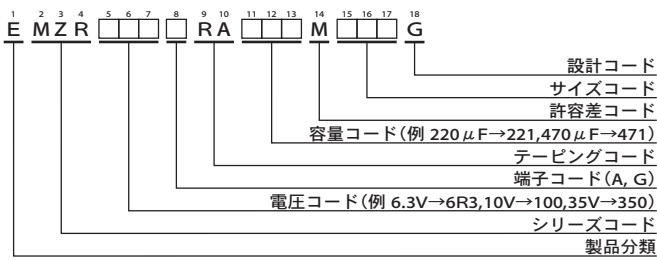 1 2 3 4 5 6 7 8 9 10 11 12 13 14 15 16 17 18
E MZR □□□ □ RA □□□ M □□□ G
設計コード
サイズコード
許容差コード
容量コード(例 220μF→221,470μF→471)
テーピングコード
端子コード(A, G)
電圧コード(例 6.3V→6R3,10V→100,35V→350)
シリーズコード
製品分類